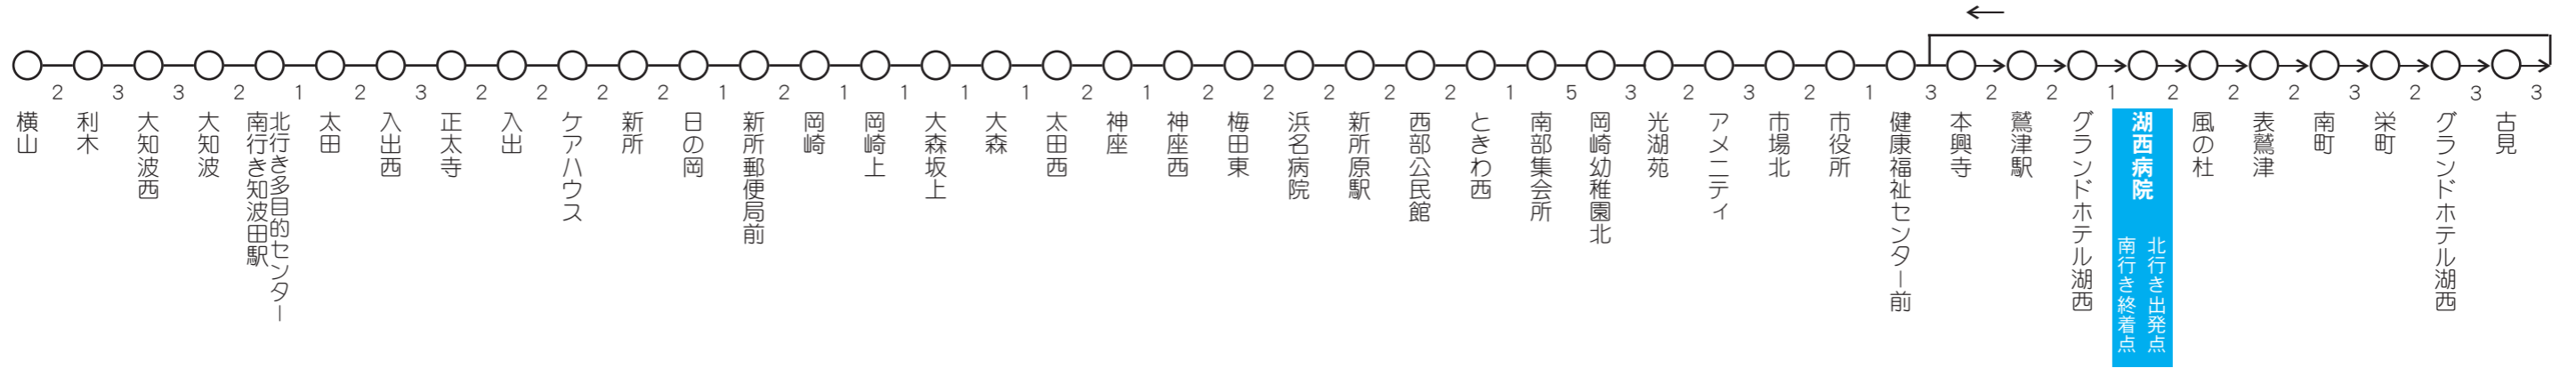 2 3 3 2 1 2 3 2 2 2 2 1 2 1 1 1 1 2 1 2 2 2 2 2 1 5 3 2 3 2 1 3 2 2 1 2 2 2 3 2 3 3
横山
利木
大知波西
大知波
北行き多目的センター
南行き知波田駅
太田
入出西
正太寺
入出
ケアハウス
新所
日の岡
新所郵便局前
岡崎
岡崎上
大森坂上
大森
太田西
神座
神座西
梅田東
浜名病院
新所原駅
西部公民館
ときわ西
南部集会所
岡崎幼稚園北
光湖苑
アメニティ
市場北
市役所
健康福祉センター前
本興寺
鷲津駅
グランドホテル湖西
湖西病院
北行き出発点
南行き終着点
風の杜
表鷲津
南町
栄町
グランドホテル湖西
古見